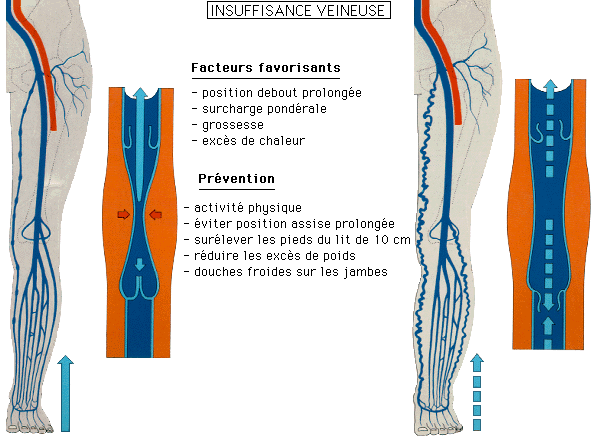 INSUFFISANCE VEINEUSE
Facteurs favorisants
- position debout prolongée
- surcharge pondérale
- grossesse
- excès de chaleur
Prévention
- activité physique
- éviter position assise prolongée
- surélever les pieds du lit de 10 cm
- réduire les excès de poids
- douches froides sur les jambes